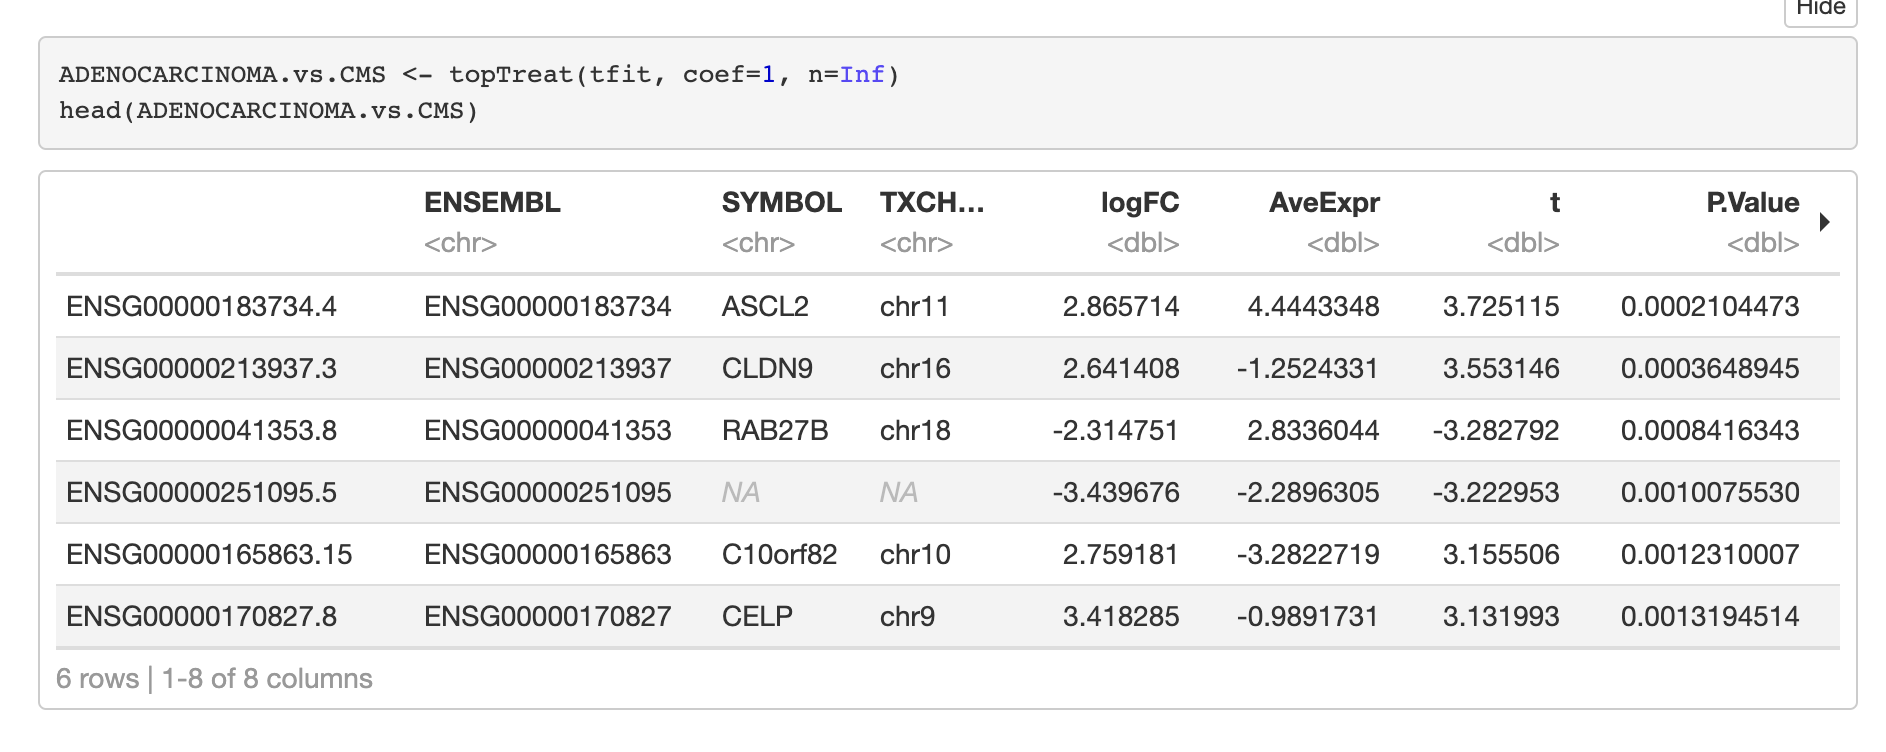 Hide
ADENOCARCINOMA.vs.CMS <- topTreat(tfit, coef=1, n=Inf)
head(ADENOCARCINOMA.vs.CMS)
ENSEMBL SYMBOL TXCH... logFC AveExpr t P.Value
<chr> <chr> <chr> <dbl> <dbl> <dbl> <dbl>
ENSG00000183734.4 ENSG00000183734 ASCL2 chr11 2.865714 4.4443348 3.725115 0.0002104473
ENSG00000213937.3 ENSG00000213937 CLDN9 chr16 2.641408 -1.2524331 3.553146 0.0003648945
ENSG00000041353.8 ENSG00000041353 RAB27B chr18 -2.314751 2.8336044 -3.282792 0.0008416343
ENSG00000251095.5 ENSG00000251095 NA NA -3.439676 -2.2896305 -3.222953 0.0010075530
ENSG00000165863.15 ENSG00000165863 C10orf82 chr10 2.759181 -3.2822719 3.155506 0.0012310007
ENSG00000170827.8 ENSG00000170827 CELP chr9 3.418285 -0.9891731 3.131993 0.0013194514
6 rows | 1-8 of 8 columns